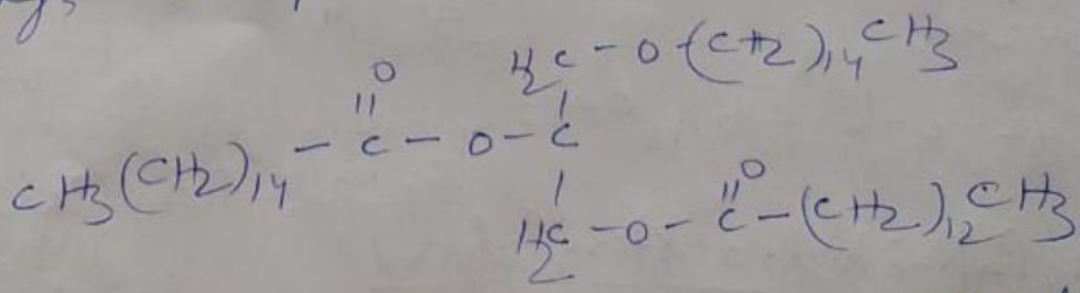 H2C - O (CH2)14 CH3
O
||
|
CH3(CH2)14 - C - O - C
|
O
||
H2C - O - C - (CH2)12 CH3